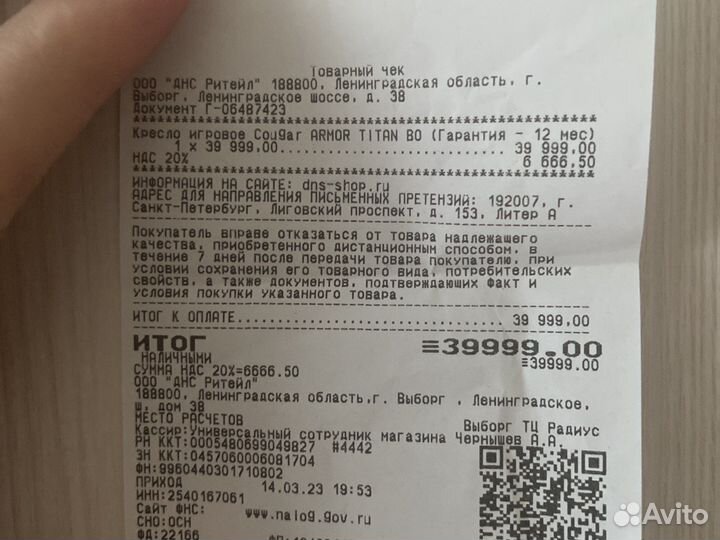 Товарный чек
ООО "ДНС Ритейл" 188800, Ленинградская область, г.
Выборг, Ленинградское шоссе, д. 38
Документ Г-06487423
************************************************
Кресло игровое Cougar ARMOR TITAN BO (Гарантия - 12 мес)
1 x 39 999.00............................ 39 999.00
НДС 20% 6 666.50
************************************************
ИНФОРМАЦИЯ НА САЙТЕ: dns-shop.ru
АДРЕС ДЛЯ НАПРАВЛЕНИЯ ПИСЬМЕННЫХ ПРЕТЕНЗИЙ: 192007, г.
Санкт-Петербург, Лиговский проспект, д. 153, Литер А
Покупатель вправе отказаться от товара надлежащего
качества, приобретенного дистанционным способом, в
течение 7 дней после передачи товара покупателю, при
условии сохранения его товарного вида, потребительских
свойств, а также документов, подтверждающих факт и
условия покупки указанного товара.
ИТОГ К ОПЛАТЕ............................ 39 999.00
ИТОГ ≡39999.00
НАЛИЧНЫМИ ≡39999.00
СУММА НДС 20%=6666.50
ООО "ДНС Ритейл"
188800, Ленинградская область,г. Выборг , Ленинградское,
ш, дом 38
МЕСТО РАСЧЕТОВ Выборг ТЦ Радиус
Кассир:Универсальный сотрудник магазина Чернышев А.А.
РН ККТ:0005480699049827 #4442
ЗН ККТ:0457060006081704
ФН:9960440301710802
ПРИХОД 14.03.23 19:53
ИНН:2540167061
Сайт ФНС: www.nalog.gov.ru
СНО:ОСН
ФД:22166
Avito